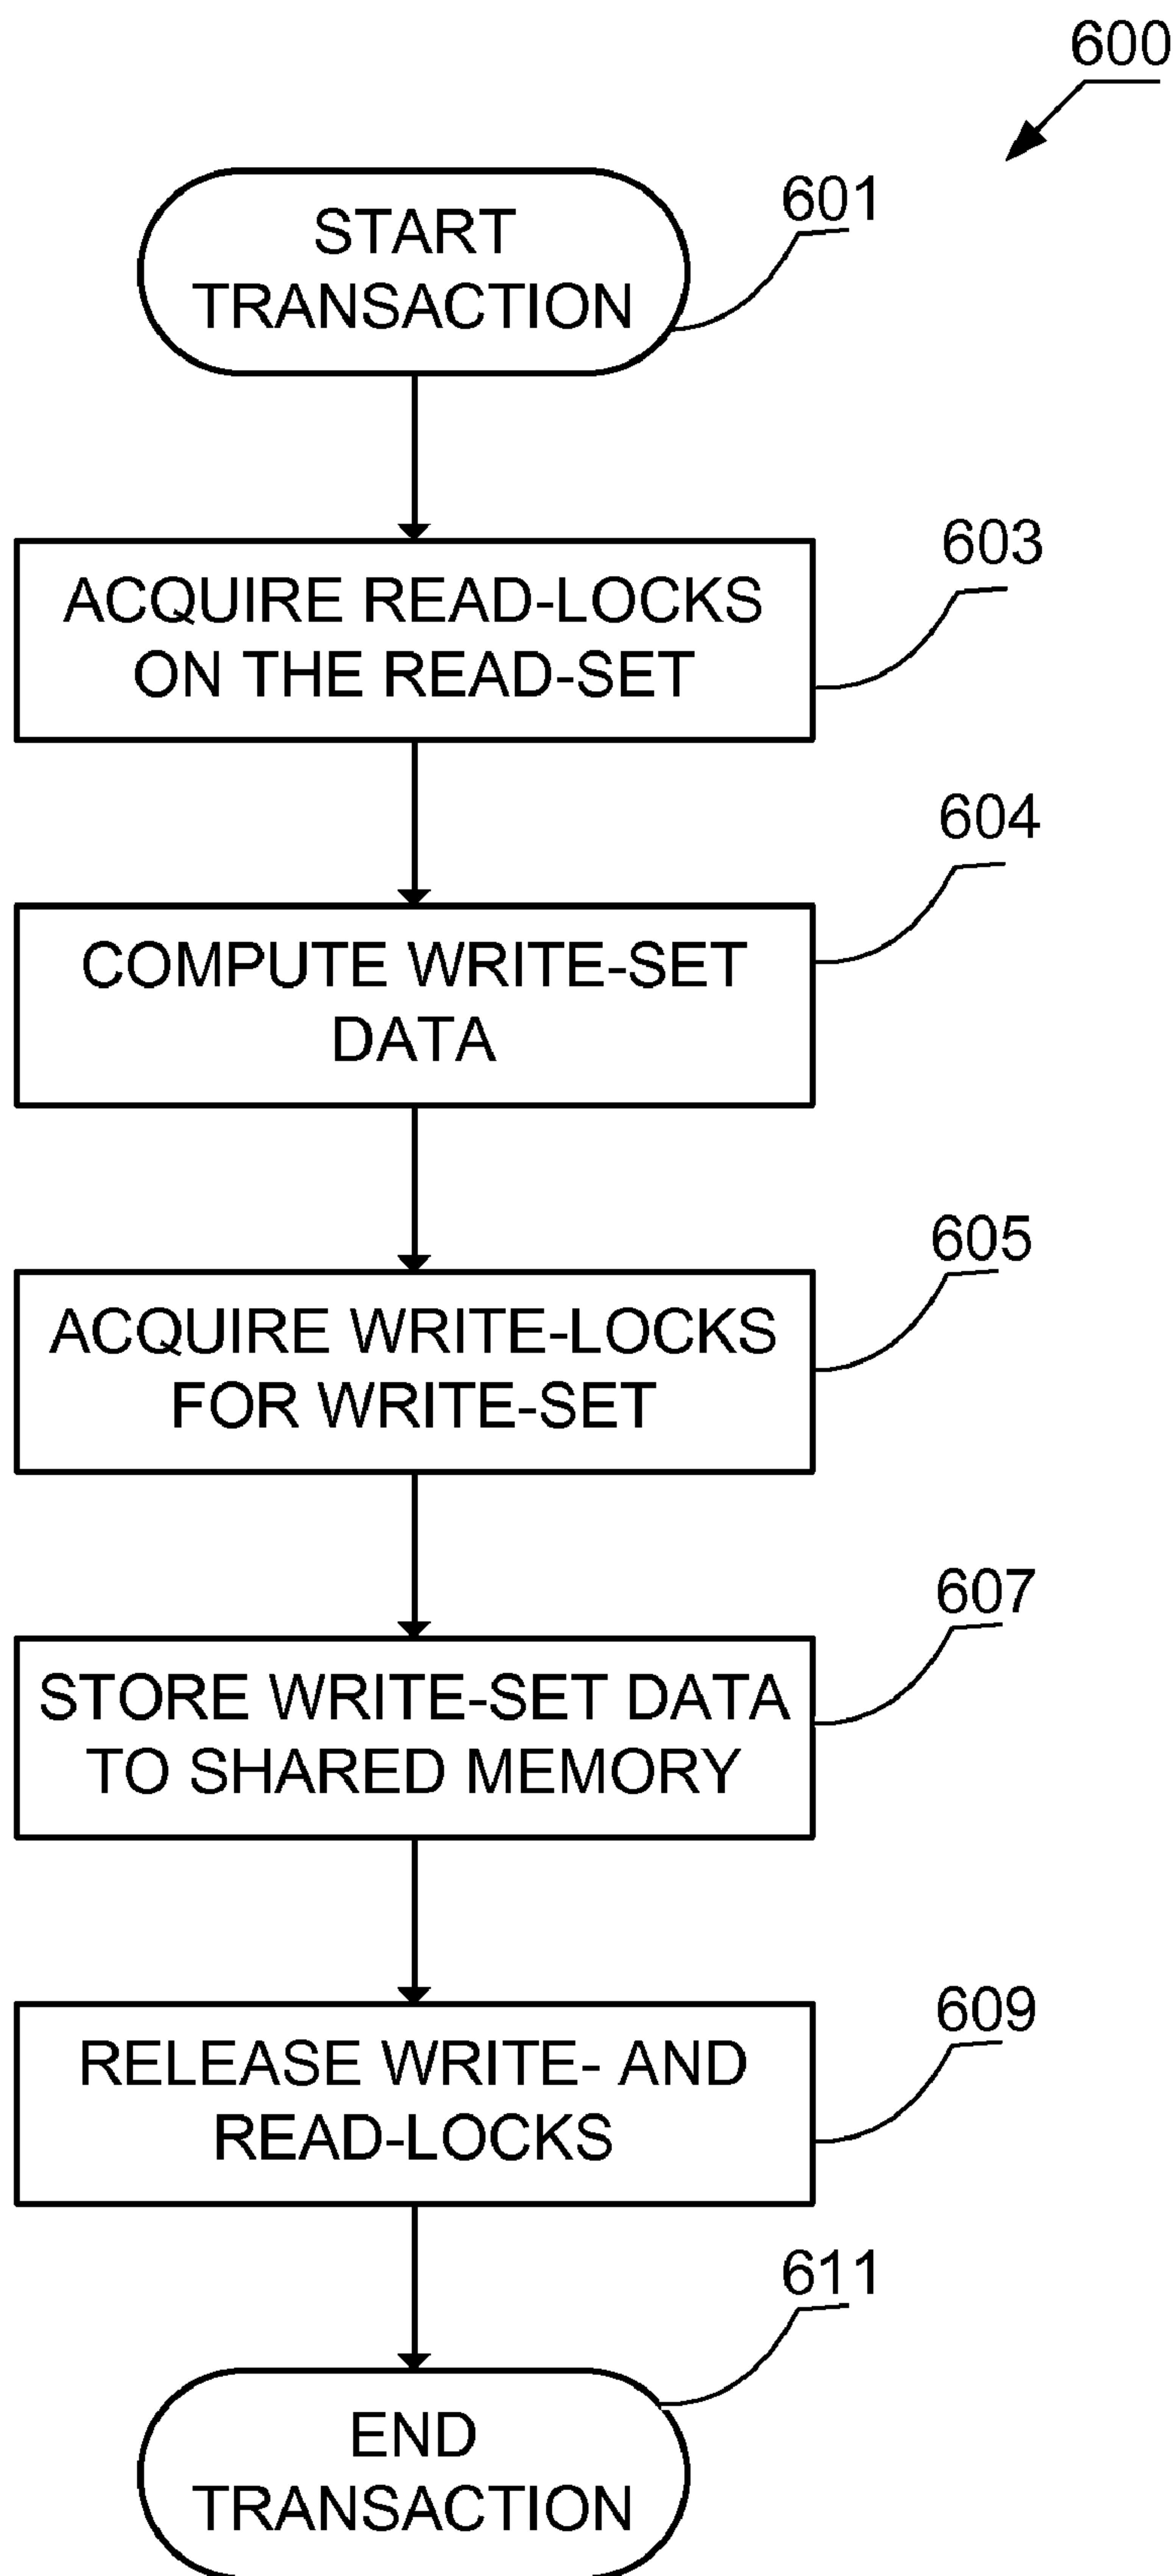 600
601
START
TRANSACTION
603
ACQUIRE READ-LOCKS
ON THE READ-SET
604
COMPUTE WRITE-SET
DATA
605
ACQUIRE WRITE-LOCKS
FOR WRITE-SET
607
STORE WRITE-SET DATA
TO SHARED MEMORY
609
RELEASE WRITE- AND
READ-LOCKS
611
END
TRANSACTION